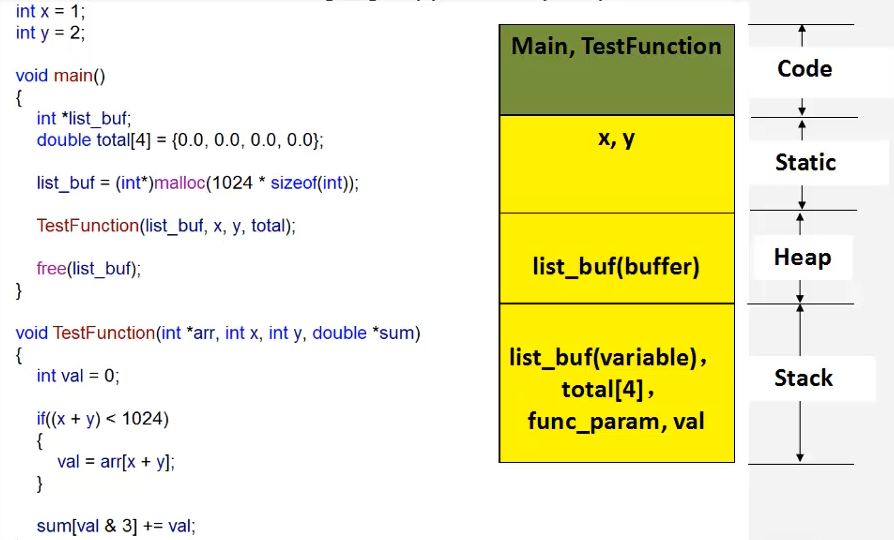 int x = 1;
int y = 2;
void main()
{
int *list_buf;
double total[4] = {0.0, 0.0, 0.0, 0.0};
list_buf = (int*)malloc(1024 * sizeof(int));
TestFunction(list_buf, x, y, total);
free(list_buf);
}
void TestFunction(int *arr, int x, int y, double *sum)
{
int val = 0;
if((x + y) < 1024)
{
val = arr[x + y];
}
sum[val & 3] += val;
Main, TestFunction
Code
x, y
Static
list_buf(buffer)
Heap
list_buf(variable)，
total[4]，
func_param, val
Stack